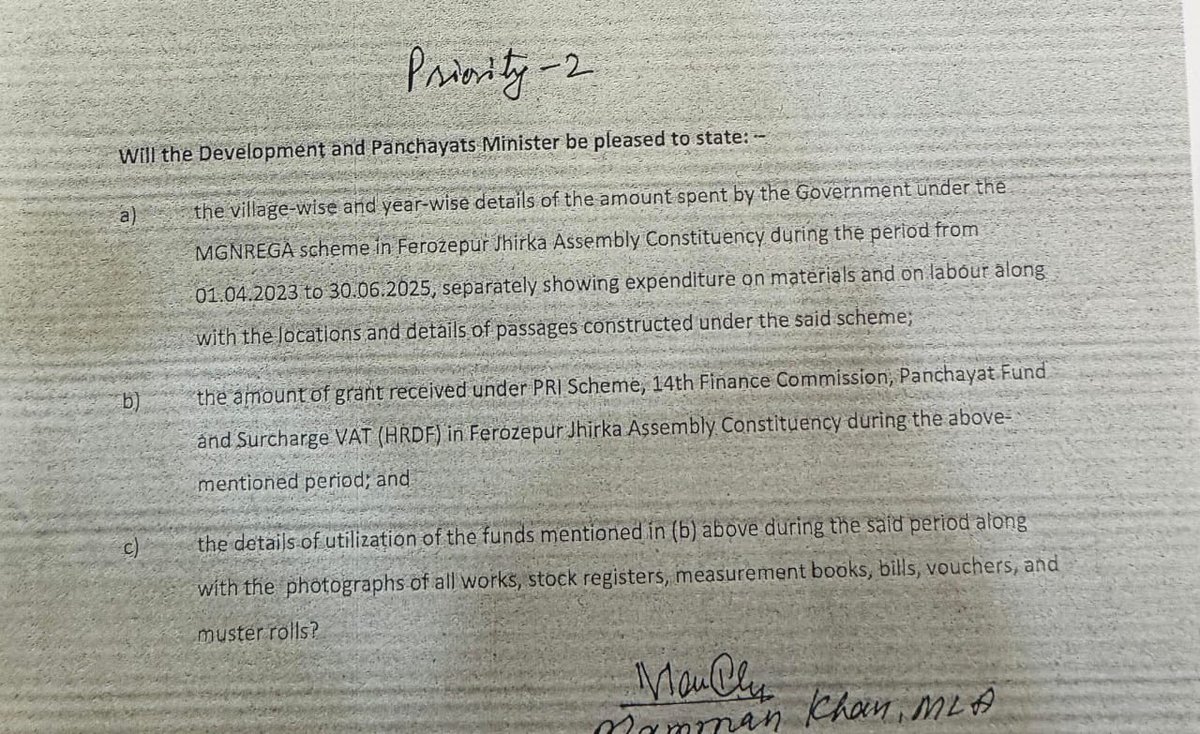 Priority - 2
Will the Development and Panchayats Minister be pleased to state: --
a) the village-wise and year-wise details of the amount spent by the Government under the
MGNREGA scheme in Ferozepur Jhirka Assembly Constituency during the period from
01.04.2023 to 30.06.2025, separately showing expenditure on materials and on labour along
with the locations and details of passages constructed under the said scheme;
b) the amount of grant received under PRI Scheme, 14th Finance Commission, Panchayat Fund
and Surcharge VAT (HRDF) in Ferozepur Jhirka Assembly Constituency during the above-
mentioned period; and
c) the details of utilization of the funds mentioned in (b) above during the said period along
with the photographs of all works, stock registers, measurement books, bills, vouchers, and
muster rolls?
Mamman Khan, MLA